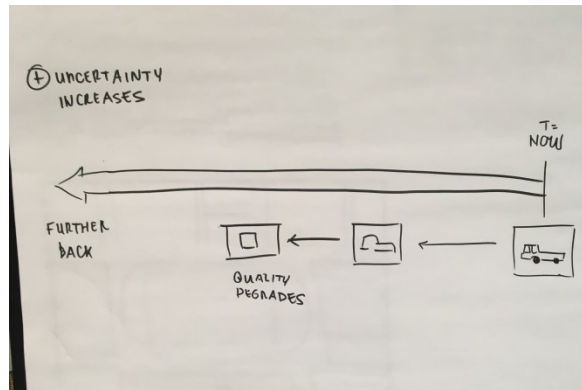 + UNCERTAINTY
INCREASES
T=
NOW
FURTHER
BACK
QUALITY
DEGRADES